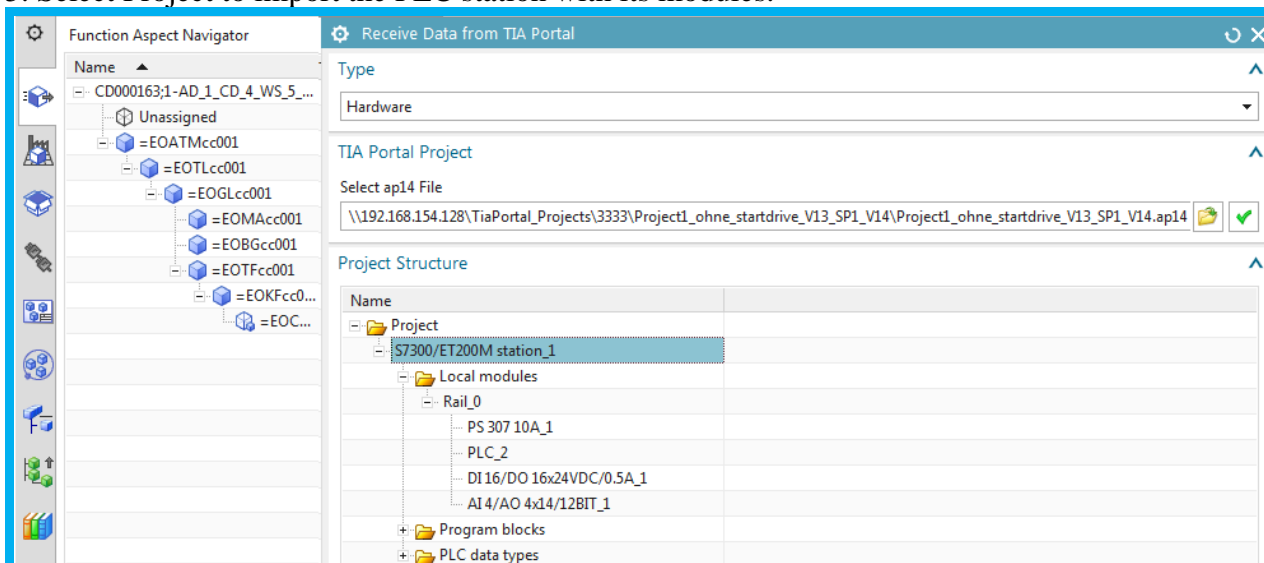 Function Aspect Navigator
Receive Data from TIA Portal
Name
CD000163;1-AD_1_CD_4_WS_5_...
Unassigned
=EOATMcc001
=EOTLcc001
=EOGLcc001
=EOMAcc001
=EOBGcc001
=EOTFcc001
=EOKFcc0...
=EOC...
Type
Hardware
TIA Portal Project
Select ap14 File
\\192.168.154.128\TiaPortal_Projects\3333\Project1_ohne_startdrive_V13_SP1_V14\Project1_ohne_startdrive_V13_SP1_V14.ap14
Project Structure
Name
Project
S7300/ET200M station_1
Local modules
Rail_0
PS 307 10A_1
PLC_2
DI 16/DO 16x24VDC/0.5A_1
AI 4/AO 4x14/12BIT_1
Program blocks
PLC data types